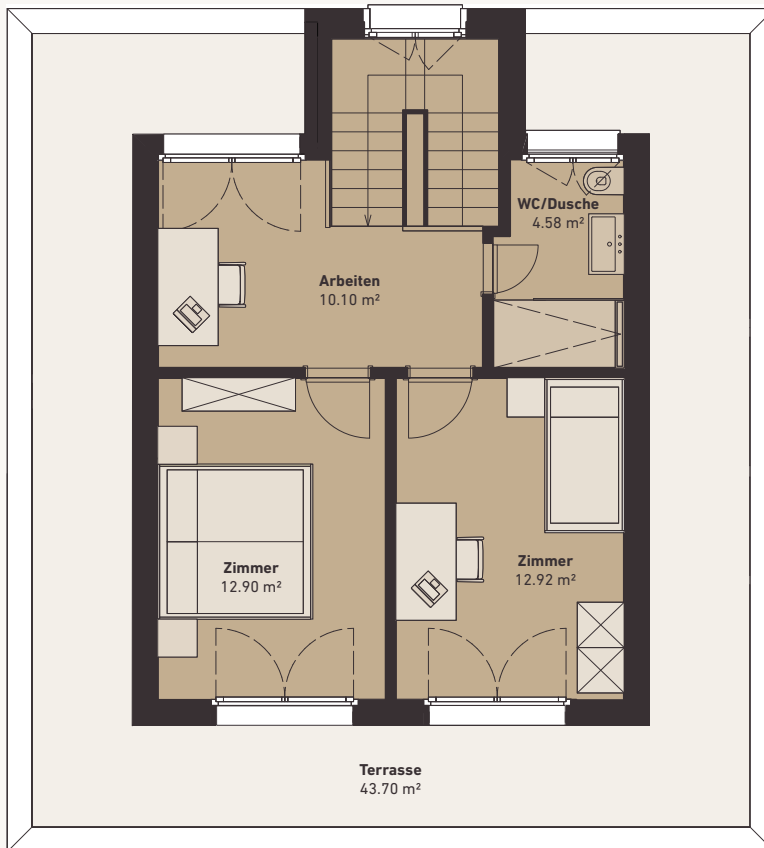 WC/Dusche
4.58 m²
Arbeiten
10.10 m²
Zimmer
12.90 m²
Zimmer
12.92 m²
Terrasse
43.70 m²